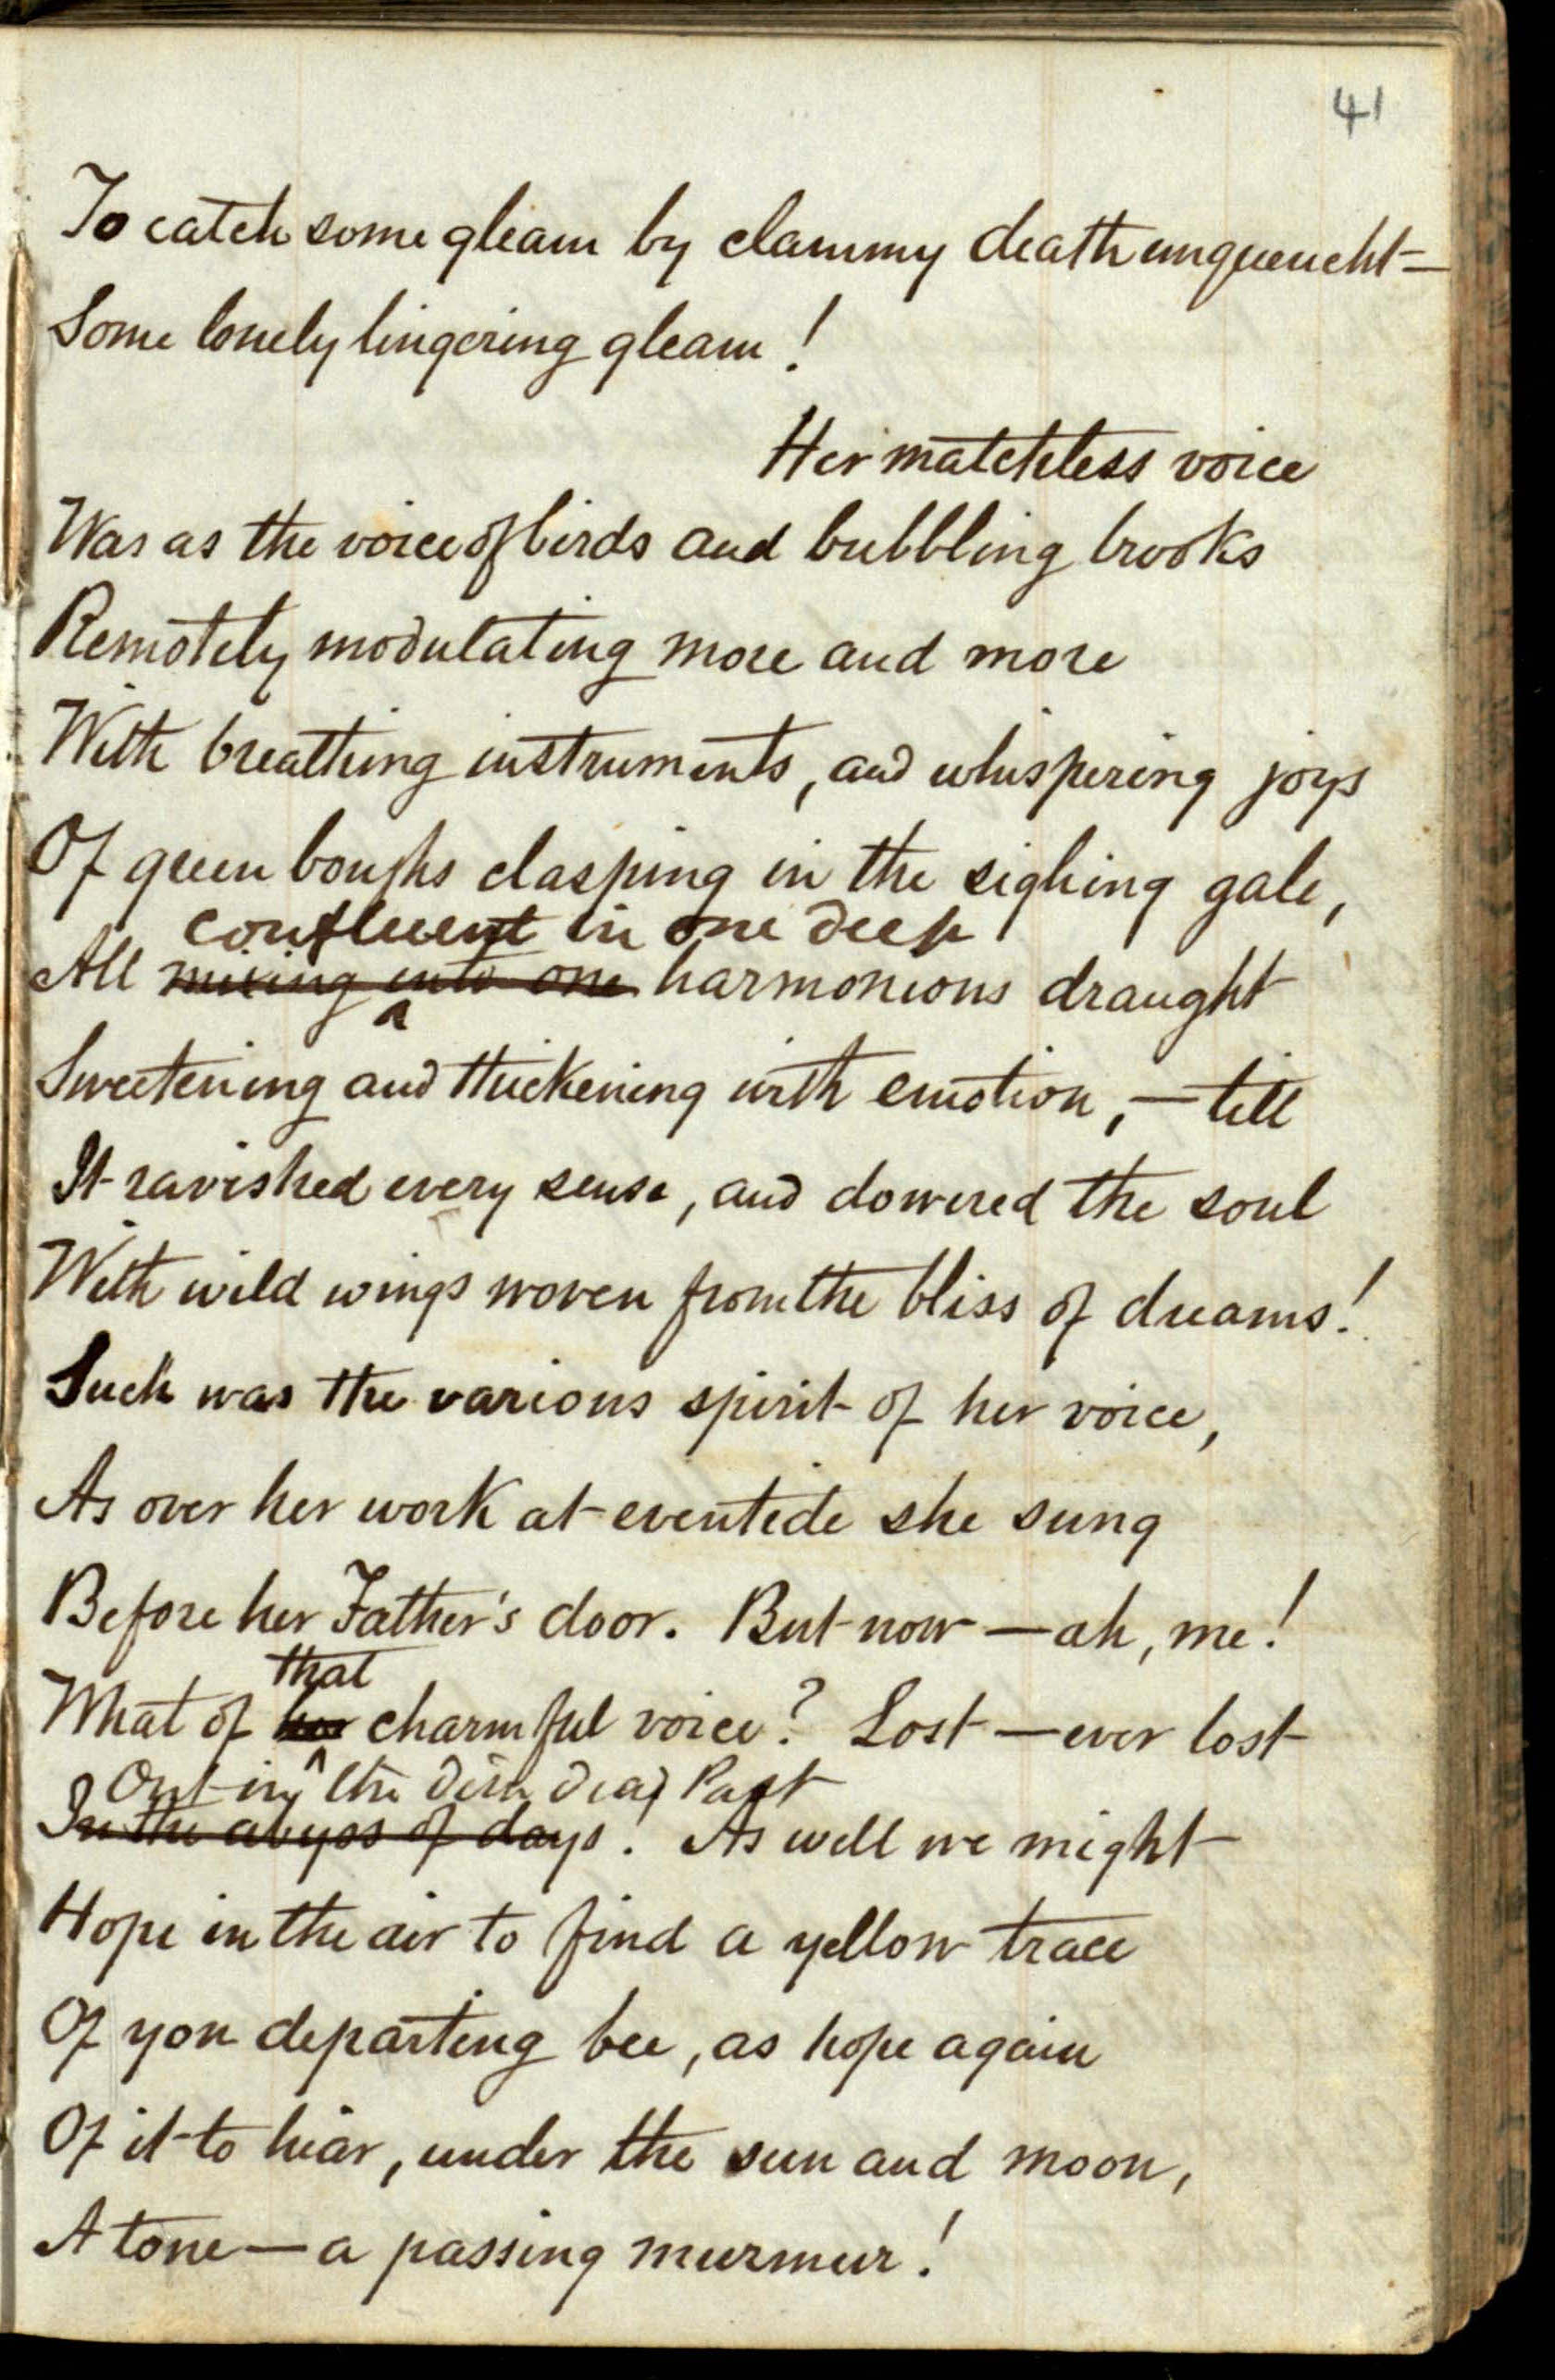 41
To catch some gleam by clammy death unquencht—
Some lonely lingering gleam!
Her matchless voice
Was as the voice of birds and bubbling brooks
Remotely modulating more and more
With breathing instruments, and whispering joys
Of green boughs clasping in the sighing gale,
confluent in one deep
All mixing into one harmonious draught
Sweetening and thickening with emotion,—till
It ravished every sense, and dowered the soul
With wild wings woven from the bliss of dreams!
Such was the various spirit of her voice,
As over her work at eventide she sung
Before her Father's door. But now—ah, me!
that
What of her charmful voice? Lost—ever lost
Out in the dim dead Past
In the abyss of days! As well we might
Hope in the air to find a yellow trace
Of yon departing bee, as hope again
Of it to hear, under the sun and moon,
A tone—a passing murmur!